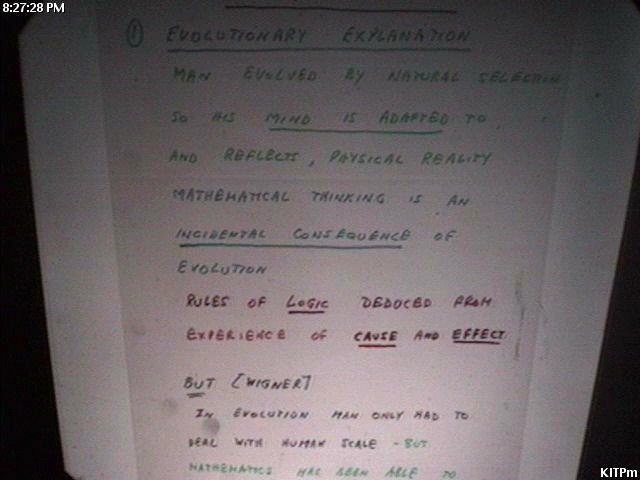 8:27:28 PM
① EVOLUTIONARY EXPLANATION
MAN EVOLVED BY NATURAL SELECTION
SO HIS MIND IS ADAPTED TO,
AND REFLECTS, PHYSICAL REALITY
MATHEMATICAL THINKING IS AN
INCIDENTAL CONSEQUENCE OF
EVOLUTION
RULES OF LOGIC DEDUCED FROM
EXPERIENCE OF CAUSE AND EFFECT
BUT [WIGNER]
IN EVOLUTION MAN ONLY HAD TO
DEAL WITH HUMAN SCALE - BUT
MATHEMATICS HAS BEEN ABLE TO
KITPm